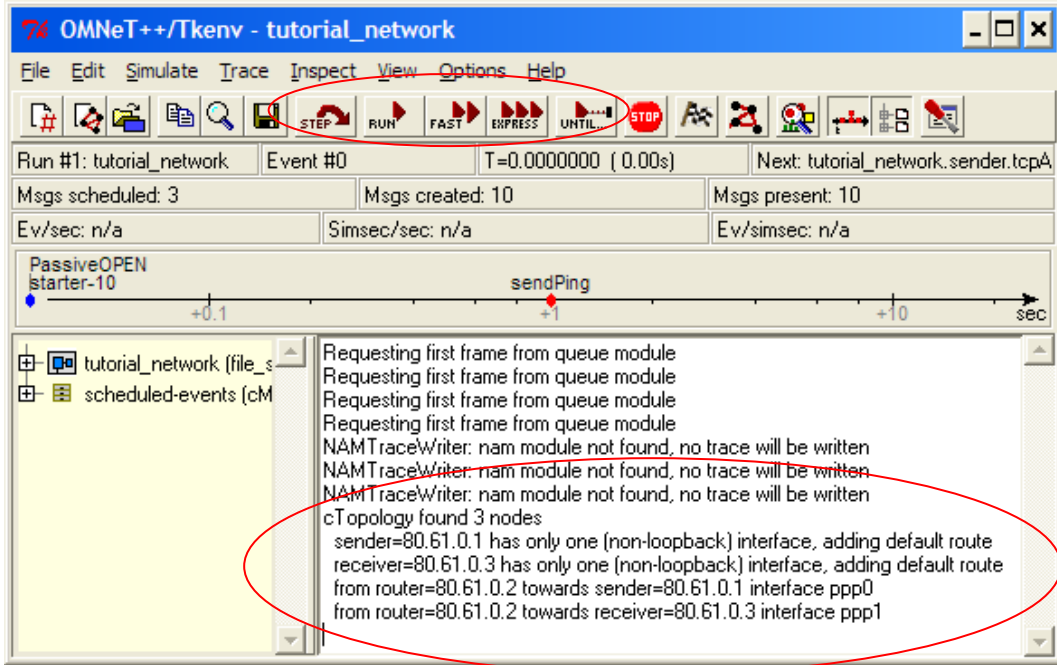 OMNeT++/Tkenv - tutorial_network
File Edit Simulate Trace Inspect View Options Help
STEP RUN FAST EXPRESS UNTIL... STOP
Run #1: tutorial_network Event #0 T=0.0000000 ( 0.00s) Next: tutorial_network.sender.tcpA
Msgs scheduled: 3 Msgs created: 10 Msgs present: 10
Ev/sec: n/a Simsec/sec: n/a Ev/simsec: n/a
PassiveOPEN
starter-10 sendPing
+0.1 +1 +10 sec
tutorial_network (file_s
scheduled-events (cM
Requesting first frame from queue module
Requesting first frame from queue module
Requesting first frame from queue module
Requesting first frame from queue module
NAMTraceWriter: nam module not found, no trace will be written
NAMTraceWriter: nam module not found, no trace will be written
NAMTraceWriter: nam module not found, no trace will be written
cTopology found 3 nodes
sender=80.61.0.1 has only one (non-loopback) interface, adding default route
receiver=80.61.0.3 has only one (non-loopback) interface, adding default route
from router=80.61.0.2 towards sender=80.61.0.1 interface ppp0
from router=80.61.0.2 towards receiver=80.61.0.3 interface ppp1